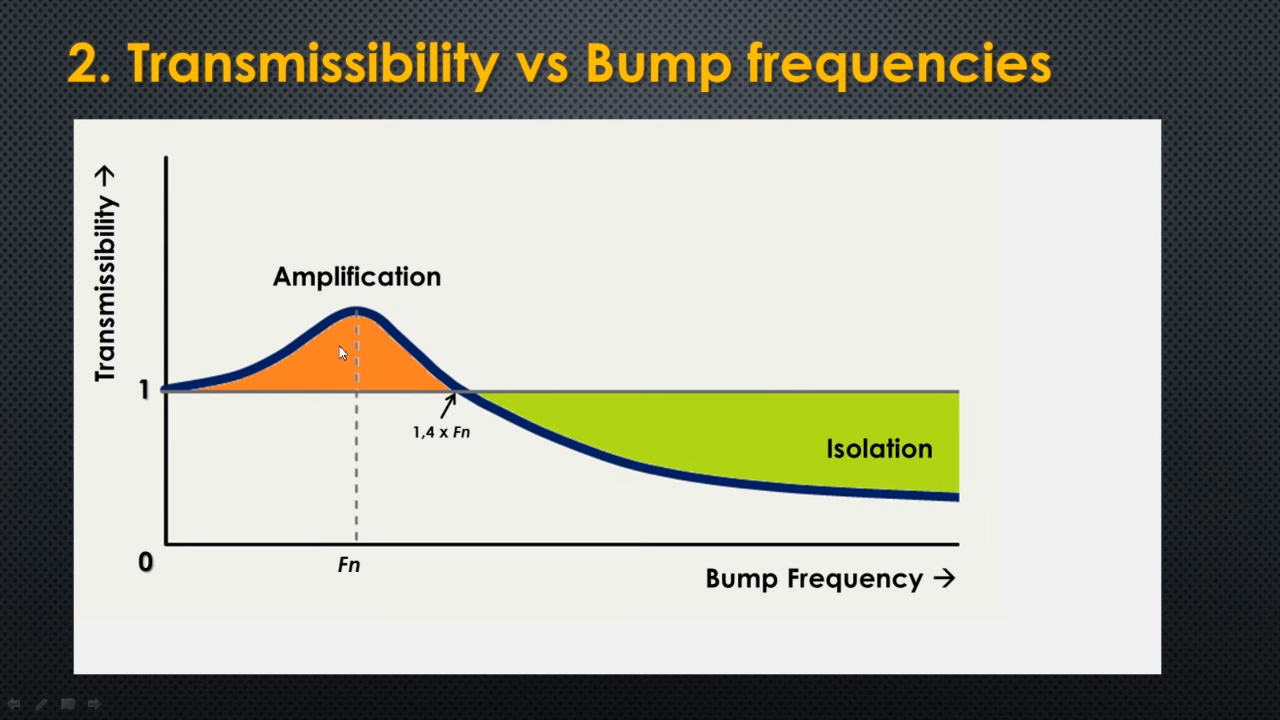 2. Transmissibility vs Bump frequencies
Transmissibility →
Amplification
1
1,4 x Fn
Isolation
0
Fn
Bump Frequency →